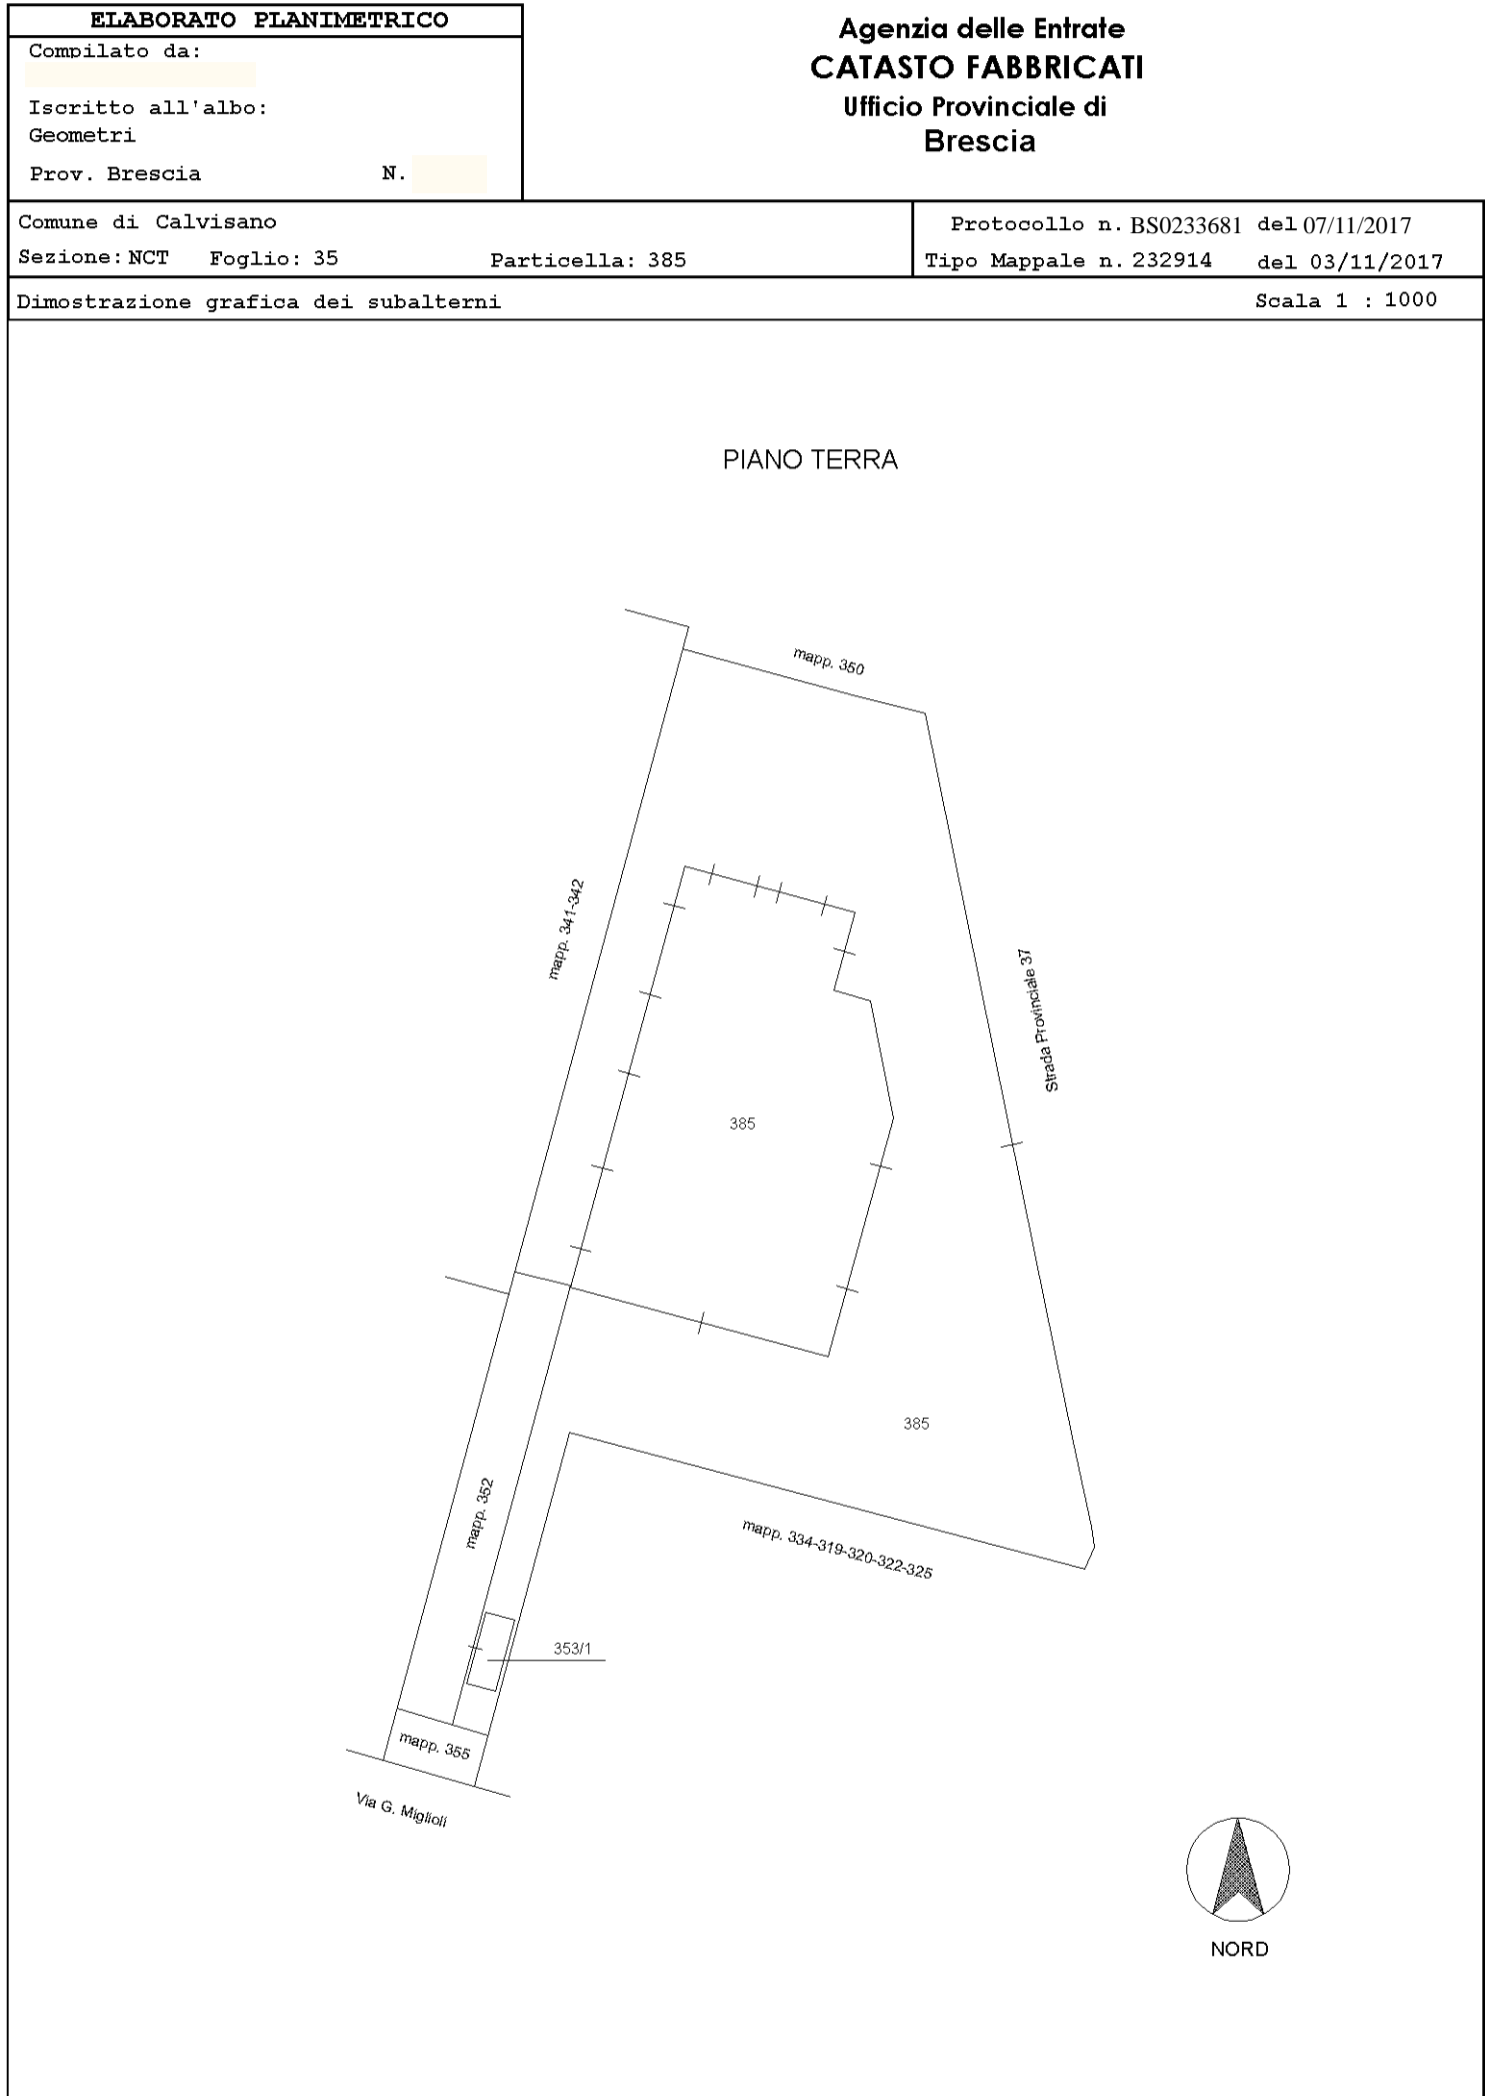 ELABORATO PLANIMETRICO
Compilato da:
Iscritto all'albo:
Geometri
Prov. Brescia N.
Agenzia delle Entrate
CATASTO FABBRICATI
Ufficio Provinciale di
Brescia
Comune di Calvisano
Sezione: NCT Foglio: 35 Particella: 385
Protocollo n. BS0233681 del 07/11/2017
Tipo Mappale n. 232914 del 03/11/2017
Dimostrazione grafica dei subalterni Scala 1 : 1000
PIANO TERRA
mapp. 350
mapp. 341-342
Strada Provinciale 37
385
385
mapp. 352
mapp. 334-319-320-322-325
353/1
mapp. 355
Via G. Miglioli
NORD